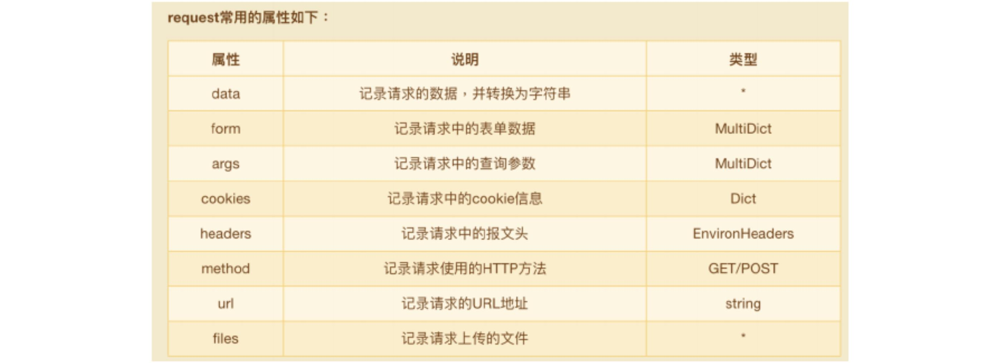 request常用的属性如下：
属性 说明 类型
data 记录请求的数据，并转换为字符串 *
form 记录请求中的表单数据 MultiDict
args 记录请求中的查询参数 MultiDict
cookies 记录请求中的cookie信息 Dict
headers 记录请求中的报文头 EnvironHeaders
method 记录请求使用的HTTP方法 GET/POST
url 记录请求的URL地址 string
files 记录请求上传的文件 *